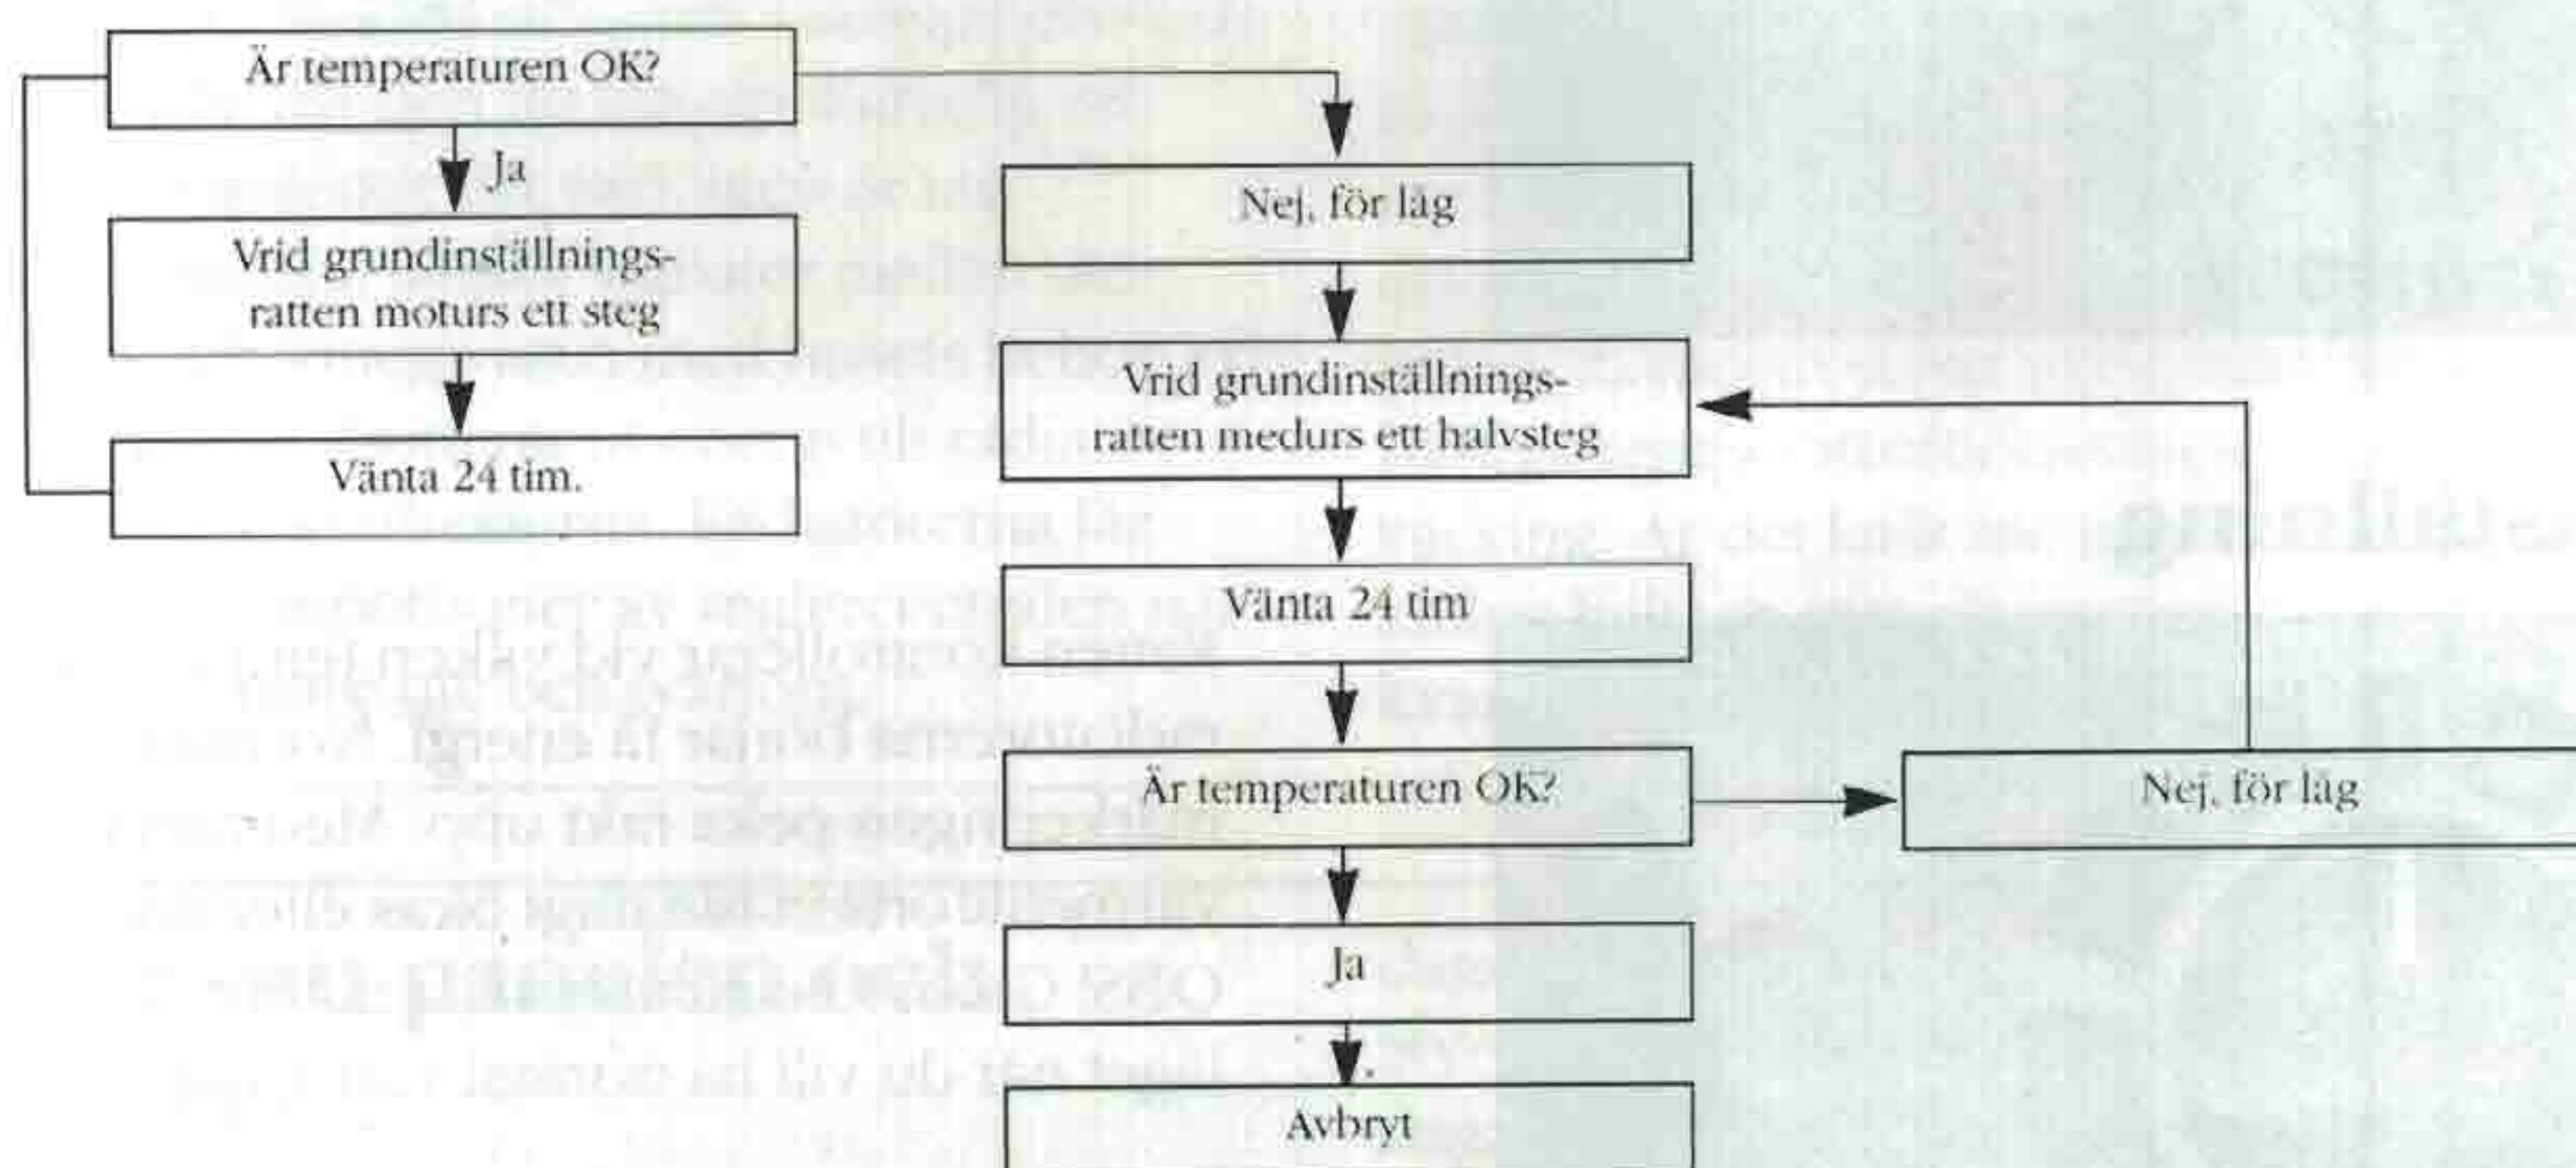 Är temperaturen OK?
Ja
Vrid grundinställnings-
ratten moturs ett steg
Vänta 24 tim.
Nej, för låg
Vrid grundinställnings-
ratten medurs ett halvsteg
Vänta 24 tim
Är temperaturen OK?
Nej, för låg
Ja
Avbryt